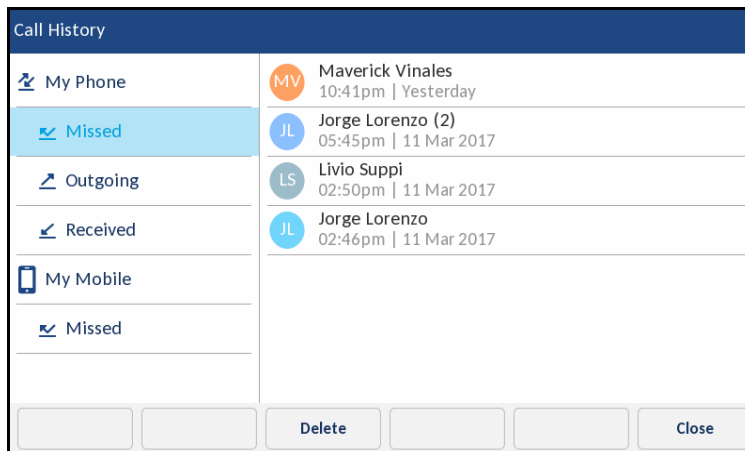 Call History
My Phone
Missed
Outgoing
Received
My Mobile
Missed
MV
Maverick Vinales
10:41pm | Yesterday
JL
Jorge Lorenzo (2)
05:45pm | 11 Mar 2017
LS
Livio Suppi
02:50pm | 11 Mar 2017
JL
Jorge Lorenzo
02:46pm | 11 Mar 2017
Delete
Close